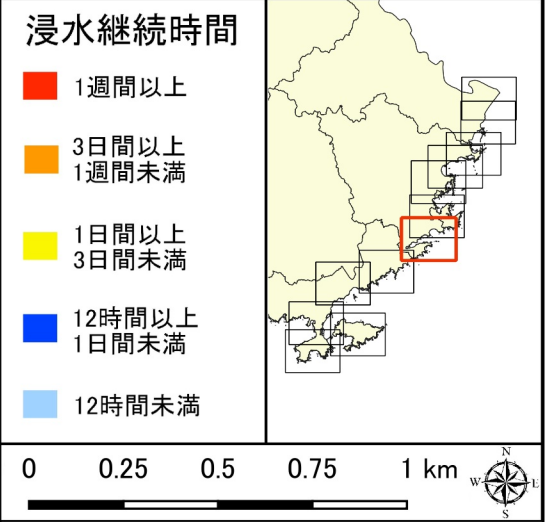 浸水継続時間
1週間以上
3日間以上
1週間未満
1日間以上
3日間未満
12時間以上
1日間未満
12時間未満
0 0.25 0.5 0.75 1 km
N
W E
S